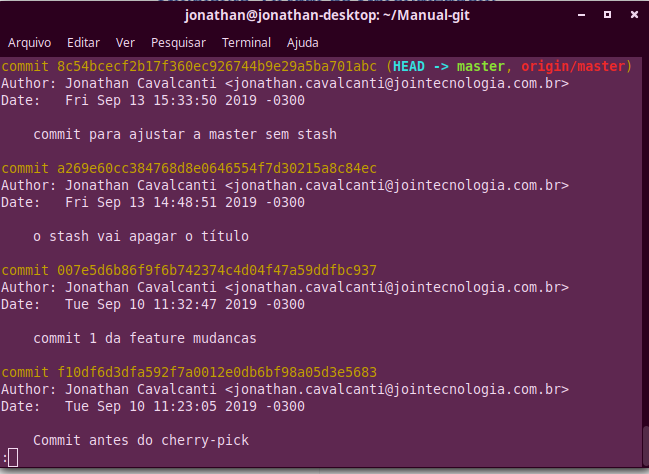 jonathan@jonathan-desktop: ~/Manual-git
Arquivo Editar Ver Pesquisar Terminal Ajuda
commit 8c54bcecf2b17f360ec926744b9e29a5ba701abc (HEAD -> master, origin/master)
Author: Jonathan Cavalcanti <jonathan.cavalcanti@jointecnologia.com.br>
Date:   Fri Sep 13 15:33:50 2019 -0300
commit para ajustar a master sem stash
commit a269e60cc384768d8e0646554f7d30215a8c84ec
Author: Jonathan Cavalcanti <jonathan.cavalcanti@jointecnologia.com.br>
Date:   Fri Sep 13 14:48:51 2019 -0300
o stash vai apagar o título
commit 007e5d6b86f9f6b742374c4d04f47a59ddfbc937
Author: Jonathan Cavalcanti <jonathan.cavalcanti@jointecnologia.com.br>
Date:   Tue Sep 10 11:32:47 2019 -0300
commit 1 da feature mudancas
commit f10df6d3dfa592f7a0012e0db6bf98a05d3e5683
Author: Jonathan Cavalcanti <jonathan.cavalcanti@jointecnologia.com.br>
Date:   Tue Sep 10 11:23:05 2019 -0300
Commit antes do cherry-pick
: